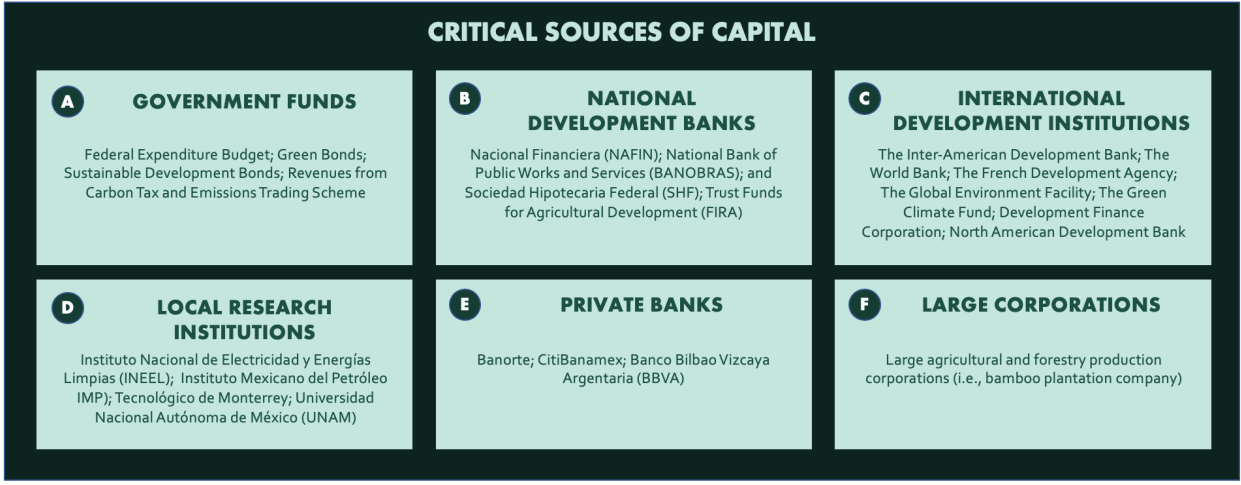 CRITICAL SOURCES OF CAPITAL
A
GOVERNMENT FUNDS
Federal Expenditure Budget; Green Bonds;
Sustainable Development Bonds; Revenues from
Carbon Tax and Emissions Trading Scheme
B
NATIONAL
DEVELOPMENT BANKS
Nacional Financiera (NAFIN); National Bank of
Public Works and Services (BANOBRAS); and
Sociedad Hipotecaria Federal (SHF); Trust Funds
for Agricultural Development (FIRA)
C
INTERNATIONAL
DEVELOPMENT INSTITUTIONS
The Inter-American Development Bank; The
World Bank; The French Development Agency;
The Global Environment Facility; The Green
Climate Fund; Development Finance
Corporation; North American Development Bank
D
LOCAL RESEARCH
INSTITUTIONS
Instituto Nacional de Electricidad y Energías
Limpias (INEEL); Instituto Mexicano del Petróleo
IMP); Tecnológico de Monterrey; Universidad
Nacional Autónoma de México (UNAM)
E
PRIVATE BANKS
Banorte; CitiBanamex; Banco Bilbao Vizcaya
Argentaria (BBVA)
F
LARGE CORPORATIONS
Large agricultural and forestry production
corporations (i.e., bamboo plantation company)